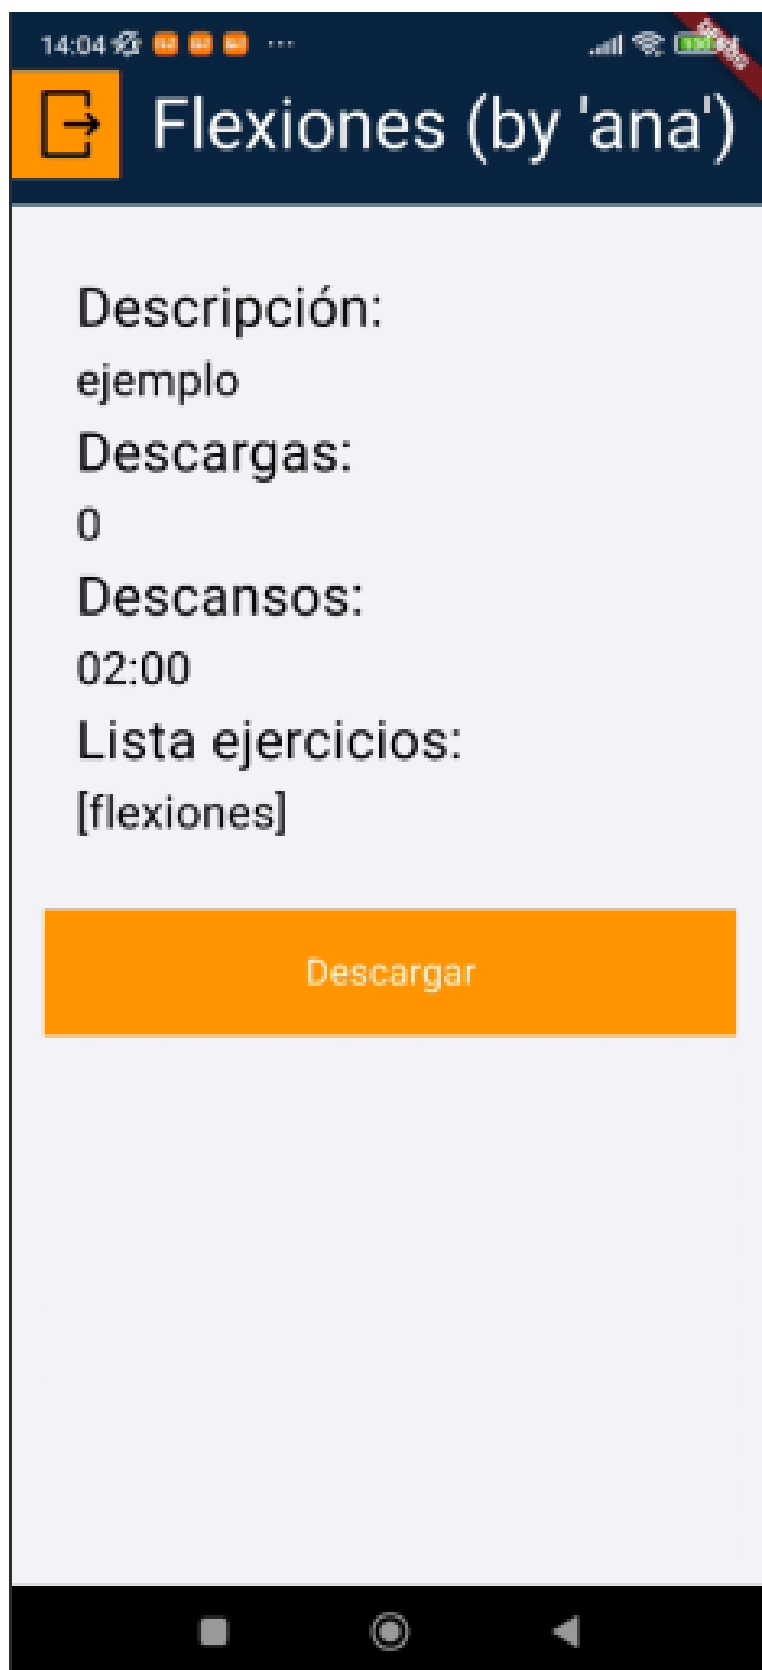 14:04
Flexiones (by 'ana')
Descripción:
ejemplo
Descargas:
0
Descansos:
02:00
Lista ejercicios:
[flexiones]
Descargar